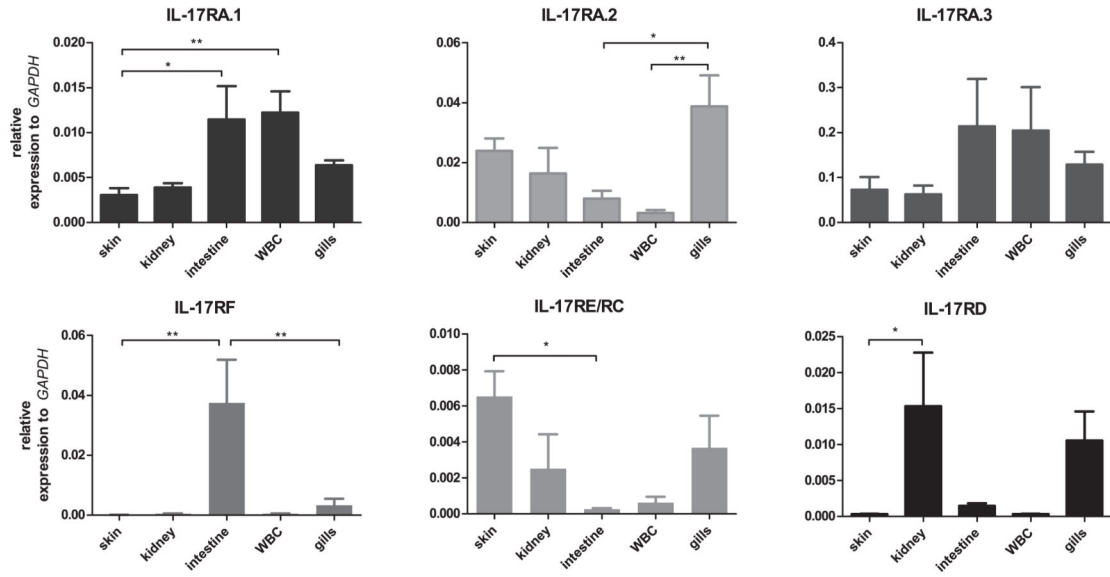 IL-17RA.1
relative
expression to GAPDH
0.020
0.015
0.010
0.005
0.000
**
*
skin
kidney
intestine
WBC
gills
IL-17RA.2
0.06
0.04
0.02
0.00
*
**
skin
kidney
intestine
WBC
gills
IL-17RA.3
0.4
0.3
0.2
0.1
0.0
skin
kidney
intestine
WBC
gills
IL-17RF
relative
expression to GAPDH
0.06
0.04
0.02
0.00
** **
skin
kidney
intestine
WBC
gills
IL-17RE/RC
0.010
0.008
0.006
0.004
0.002
0.000
*
skin
kidney
intestine
WBC
gills
IL-17RD
0.025
0.020
0.015
0.010
0.005
0.000
*
skin
kidney
intestine
WBC
gills